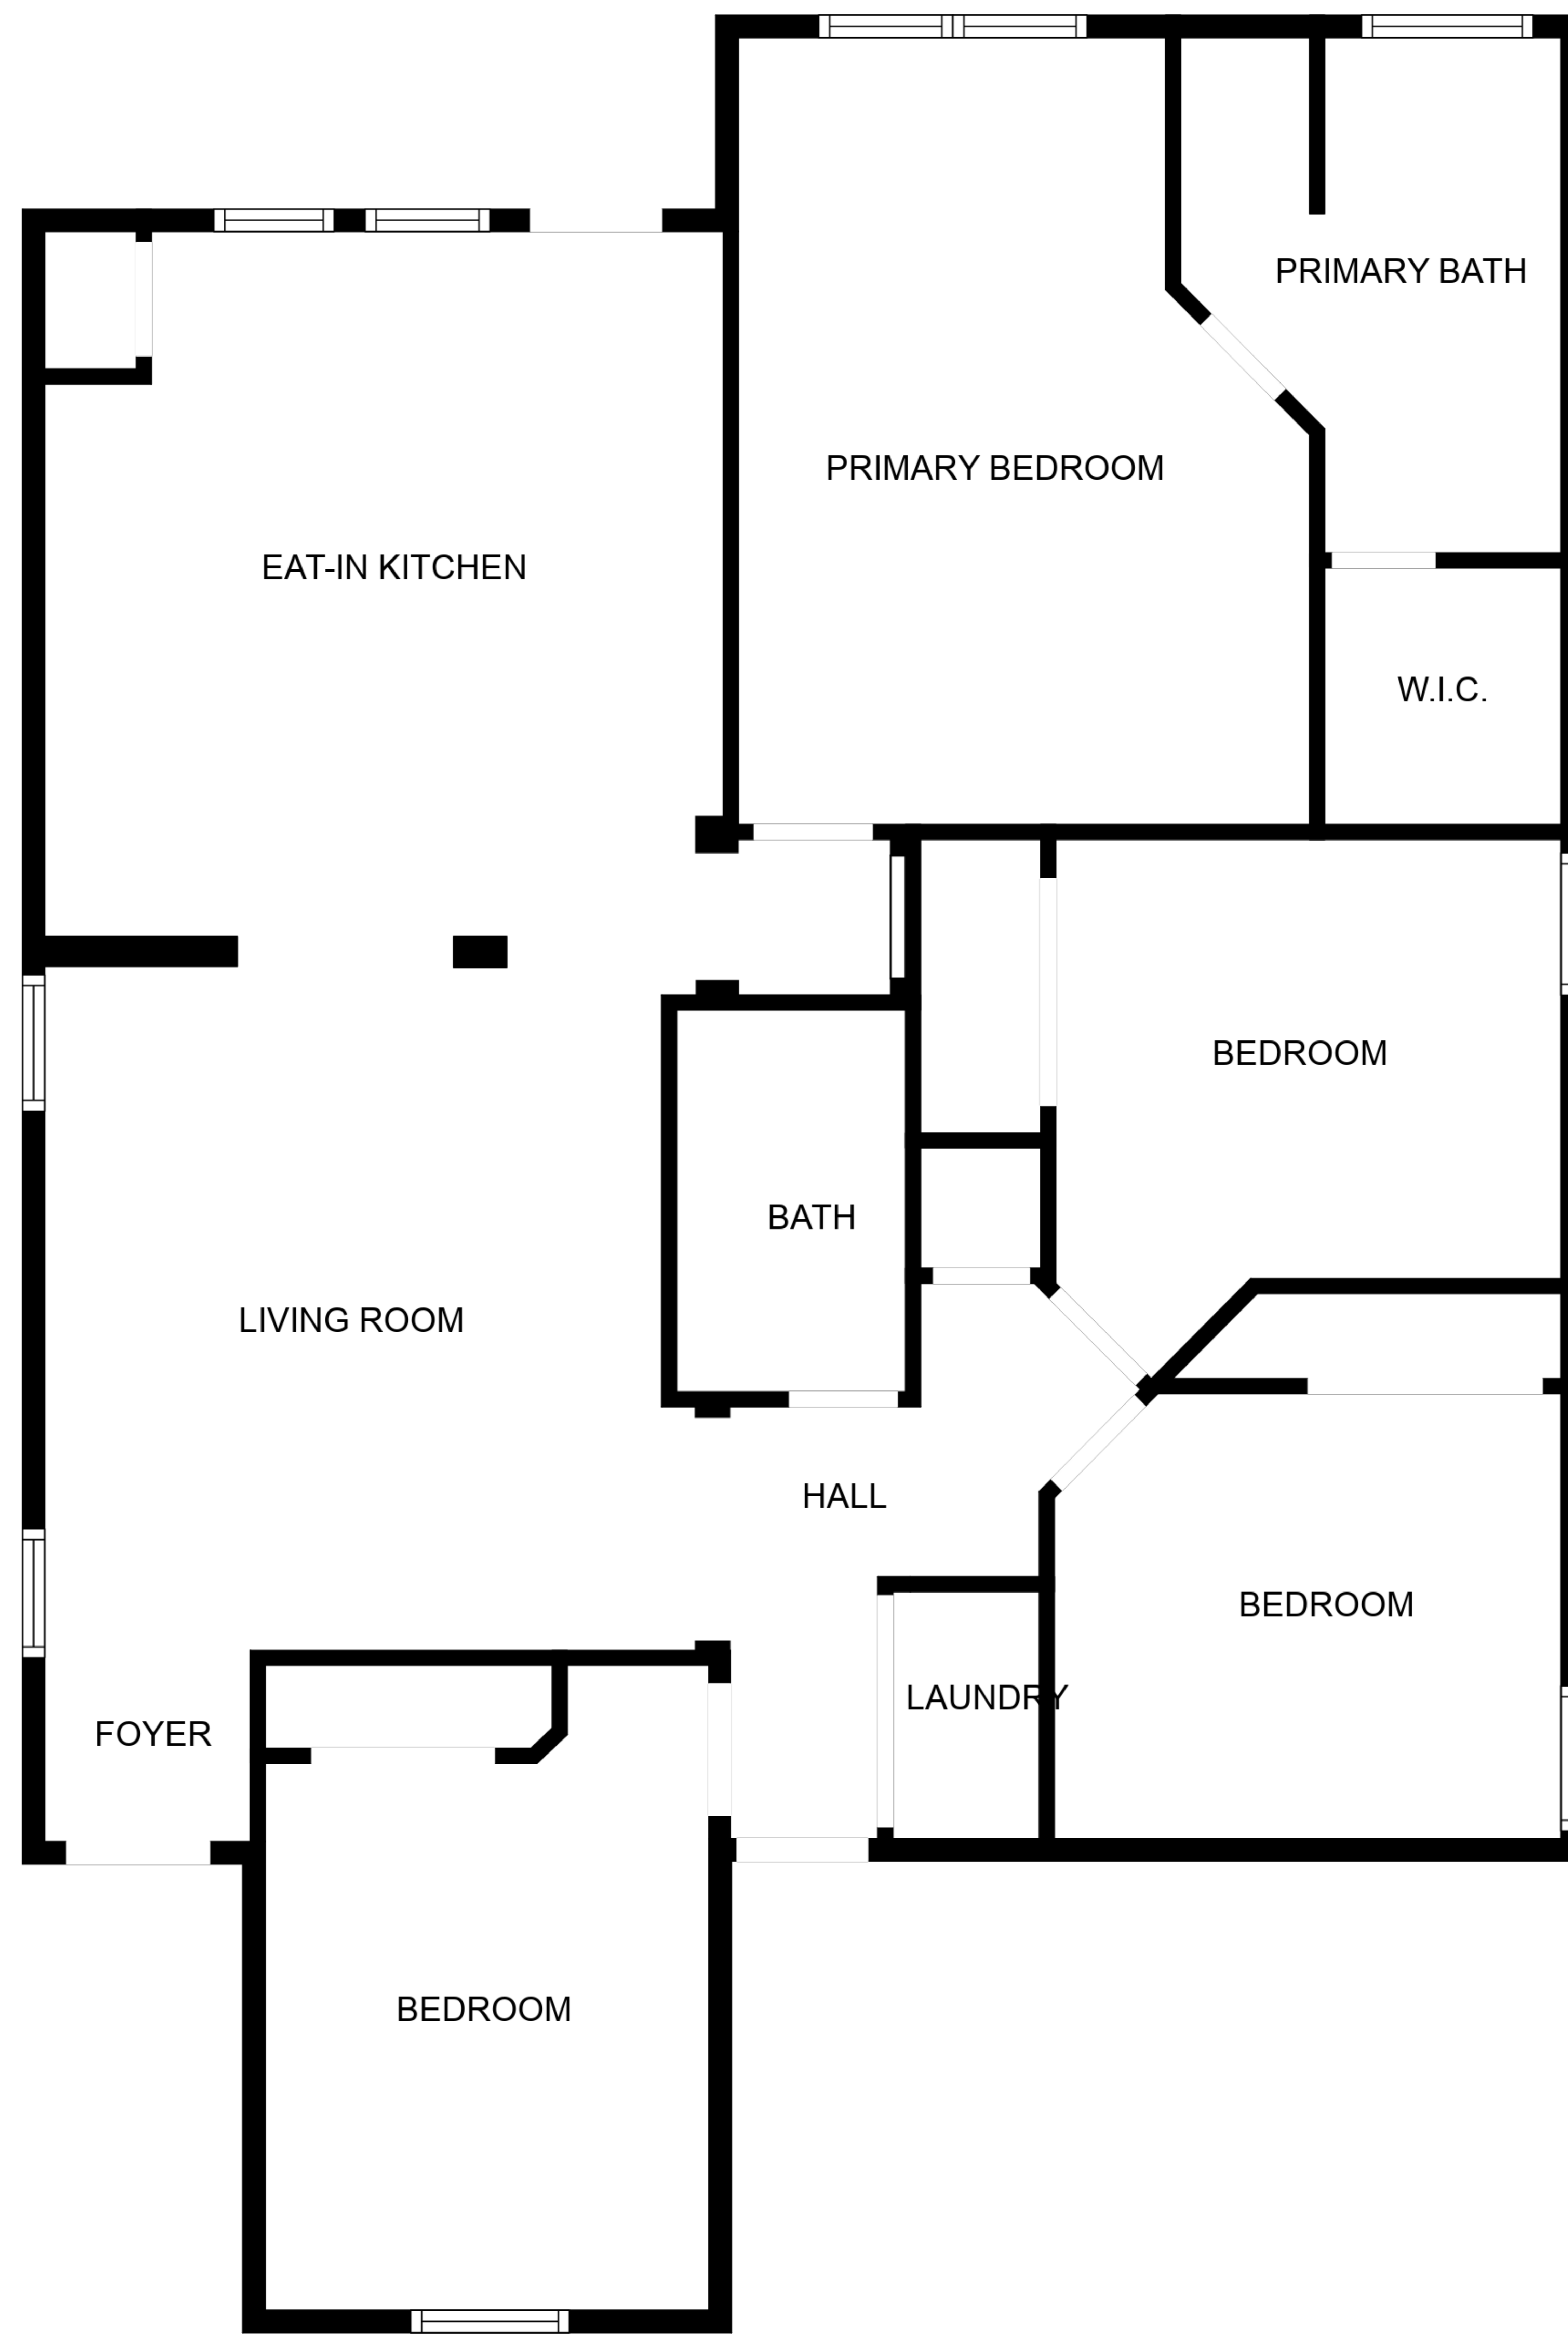 PRIMARY BATH
PRIMARY BEDROOM
EAT-IN KITCHEN
W.I.C.
BEDROOM
BATH
LIVING ROOM
HALL
BEDROOM
LAUNDRY
FOYER
BEDROOM